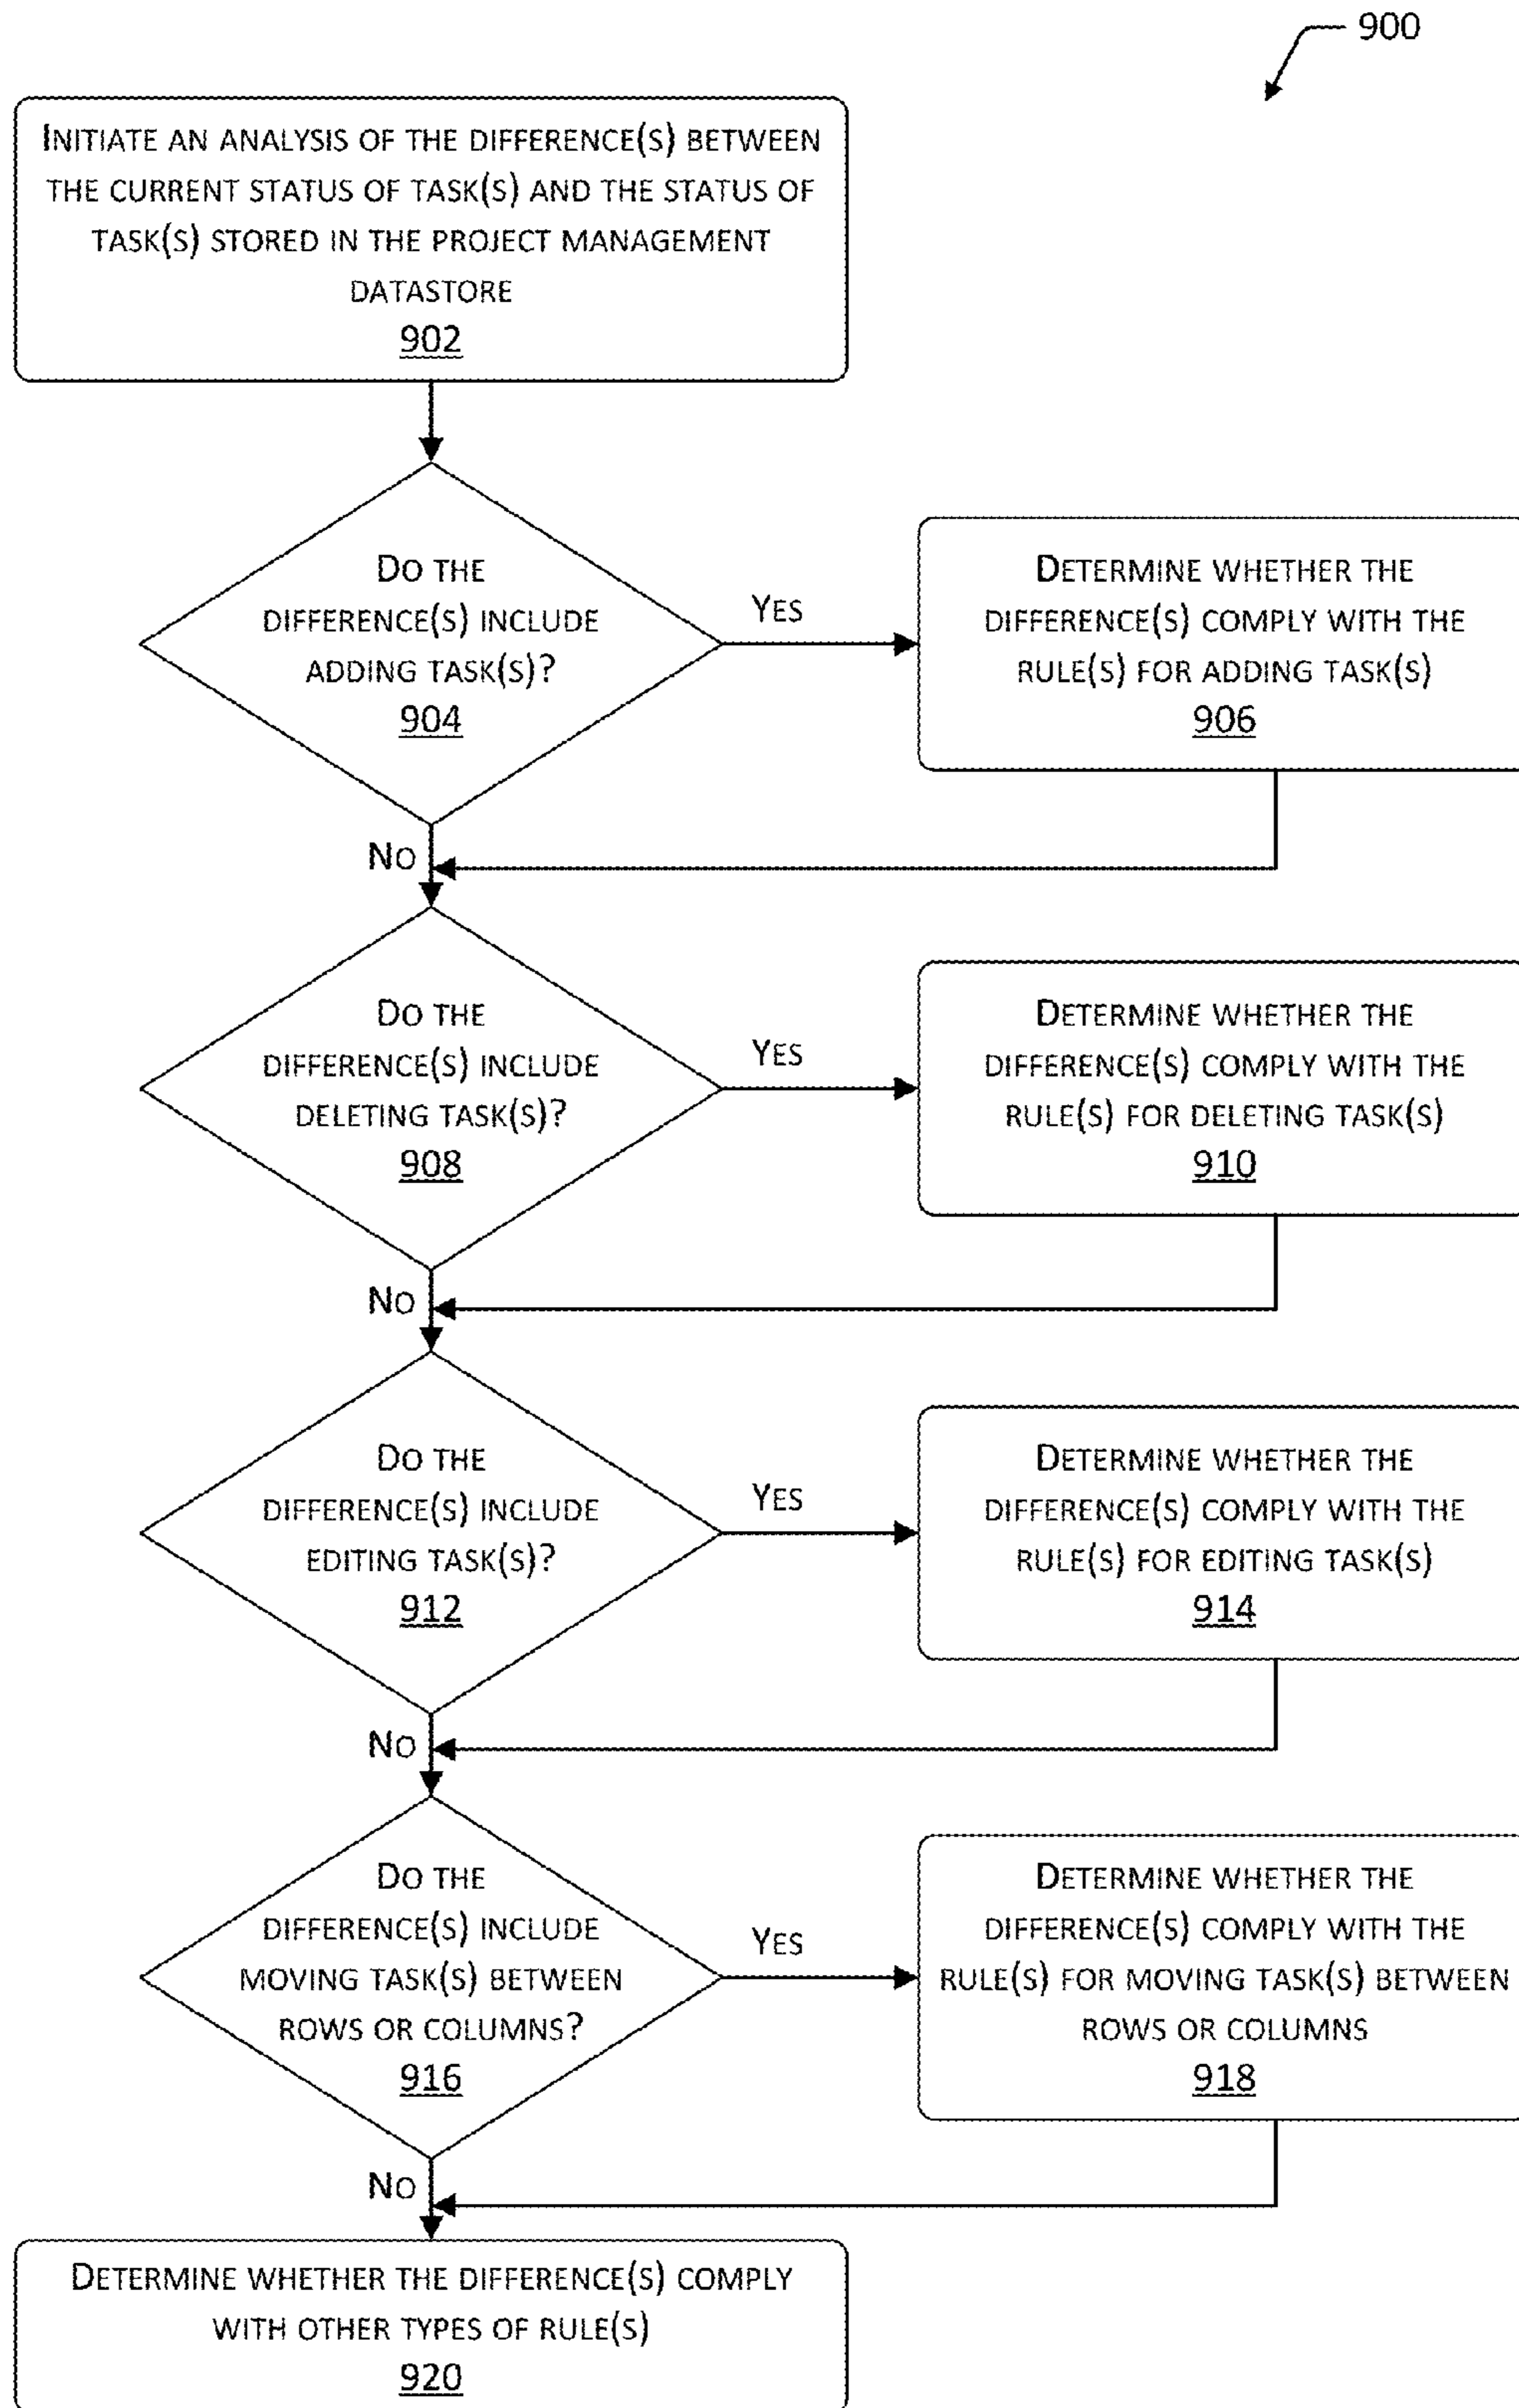 900
INITIATE AN ANALYSIS OF THE DIFFERENCE(S) BETWEEN
THE CURRENT STATUS OF TASK(S) AND THE STATUS OF
TASK(S) STORED IN THE PROJECT MANAGEMENT
DATASTORE
902
DO THE
DIFFERENCE(S) INCLUDE
ADDING TASK(S)?
904
YES
DETERMINE WHETHER THE
DIFFERENCE(S) COMPLY WITH THE
RULE(S) FOR ADDING TASK(S)
906
NO
DO THE
DIFFERENCE(S) INCLUDE
DELETING TASK(S)?
908
YES
DETERMINE WHETHER THE
DIFFERENCE(S) COMPLY WITH THE
RULE(S) FOR DELETING TASK(S)
910
NO
DO THE
DIFFERENCE(S) INCLUDE
EDITING TASK(S)?
912
YES
DETERMINE WHETHER THE
DIFFERENCE(S) COMPLY WITH THE
RULE(S) FOR EDITING TASK(S)
914
NO
DO THE
DIFFERENCE(S) INCLUDE
MOVING TASK(S) BETWEEN
ROWS OR COLUMNS?
916
YES
DETERMINE WHETHER THE
DIFFERENCE(S) COMPLY WITH THE
RULE(S) FOR MOVING TASK(S) BETWEEN
ROWS OR COLUMNS
918
NO
DETERMINE WHETHER THE DIFFERENCE(S) COMPLY
WITH OTHER TYPES OF RULE(S)
920